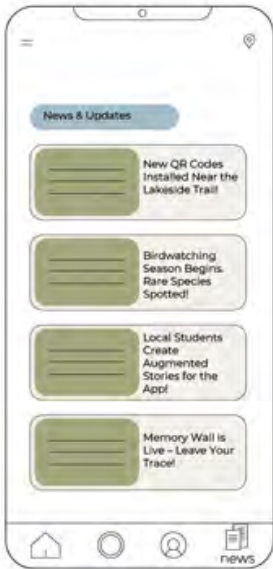 News & Updates
New QR Codes
Installed Near the
Lakeside Trail!
Birdwatching
Season Begins.
Rare Species
Spotted!
Local Students
Create
Augmented
Stories for the
App!
Memory Wall is
Live – Leave Your
Trace!
news